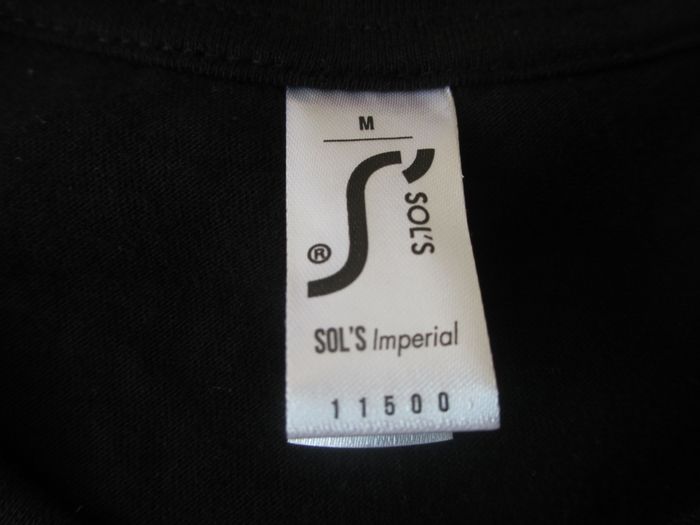 M
SOL'S
®
SOL'S Imperial
11500